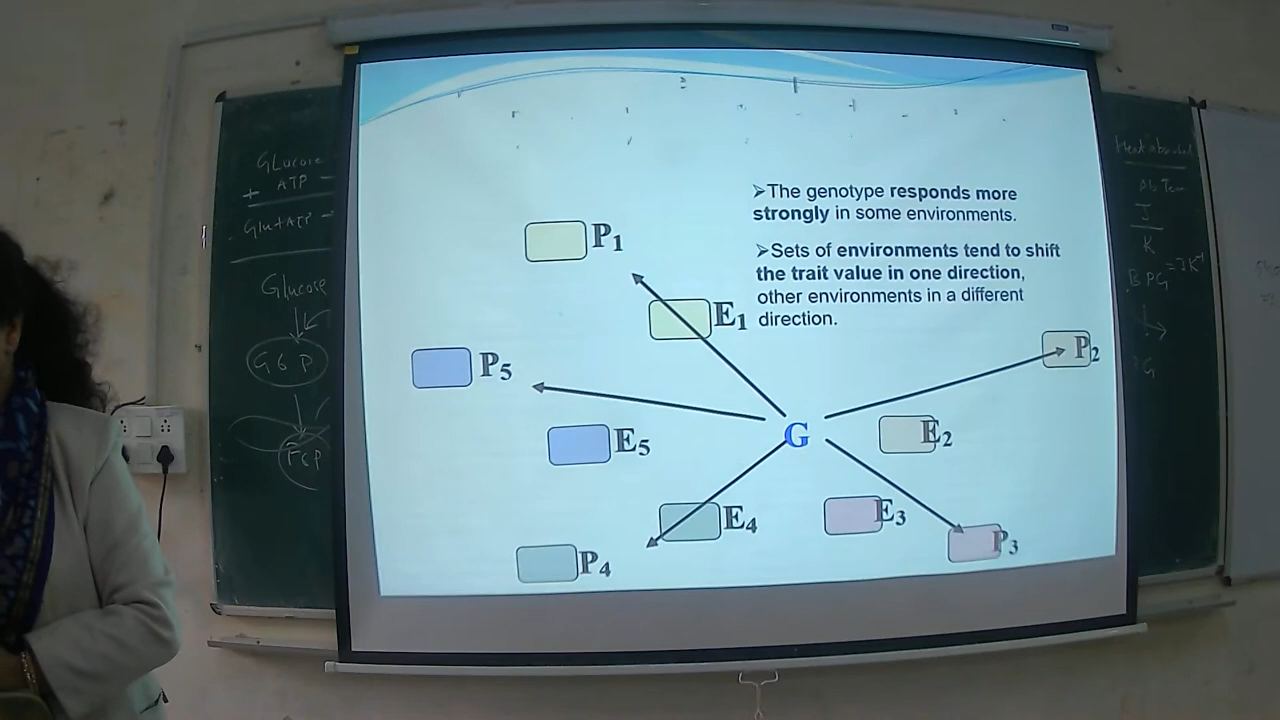 ➢The genotype responds more
strongly in some environments.
➢Sets of environments tend to shift
the trait value in one direction,
other environments in a different
direction.
P1
E1
P2
P5
G
E2
E5
E4
E3
P4
P3
GLucose
+ ATP
Glucose
G6P
F6P
J
K